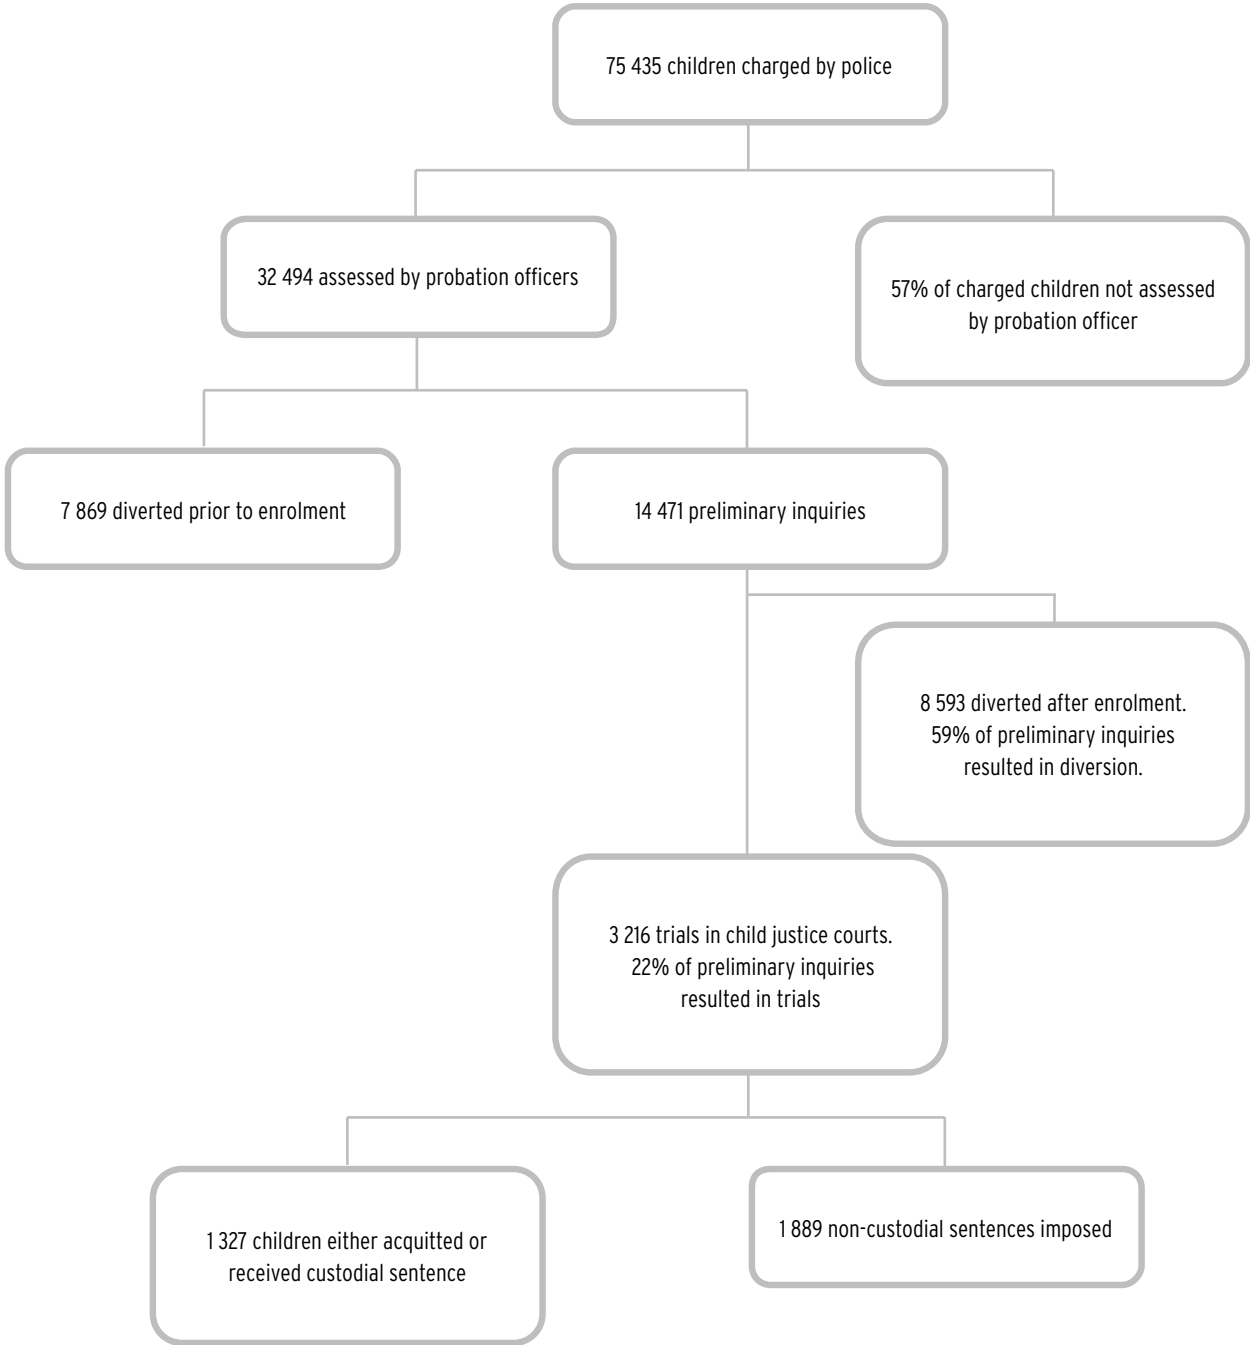 75 435 children charged by police
32 494 assessed by probation officers
57% of charged children not assessed
by probation officer
7 869 diverted prior to enrolment
14 471 preliminary inquiries
8 593 diverted after enrolment.
59% of preliminary inquiries
resulted in diversion.
3 216 trials in child justice courts.
22% of preliminary inquiries
resulted in trials
1 327 children either acquitted or
received custodial sentence
1 889 non-custodial sentences imposed